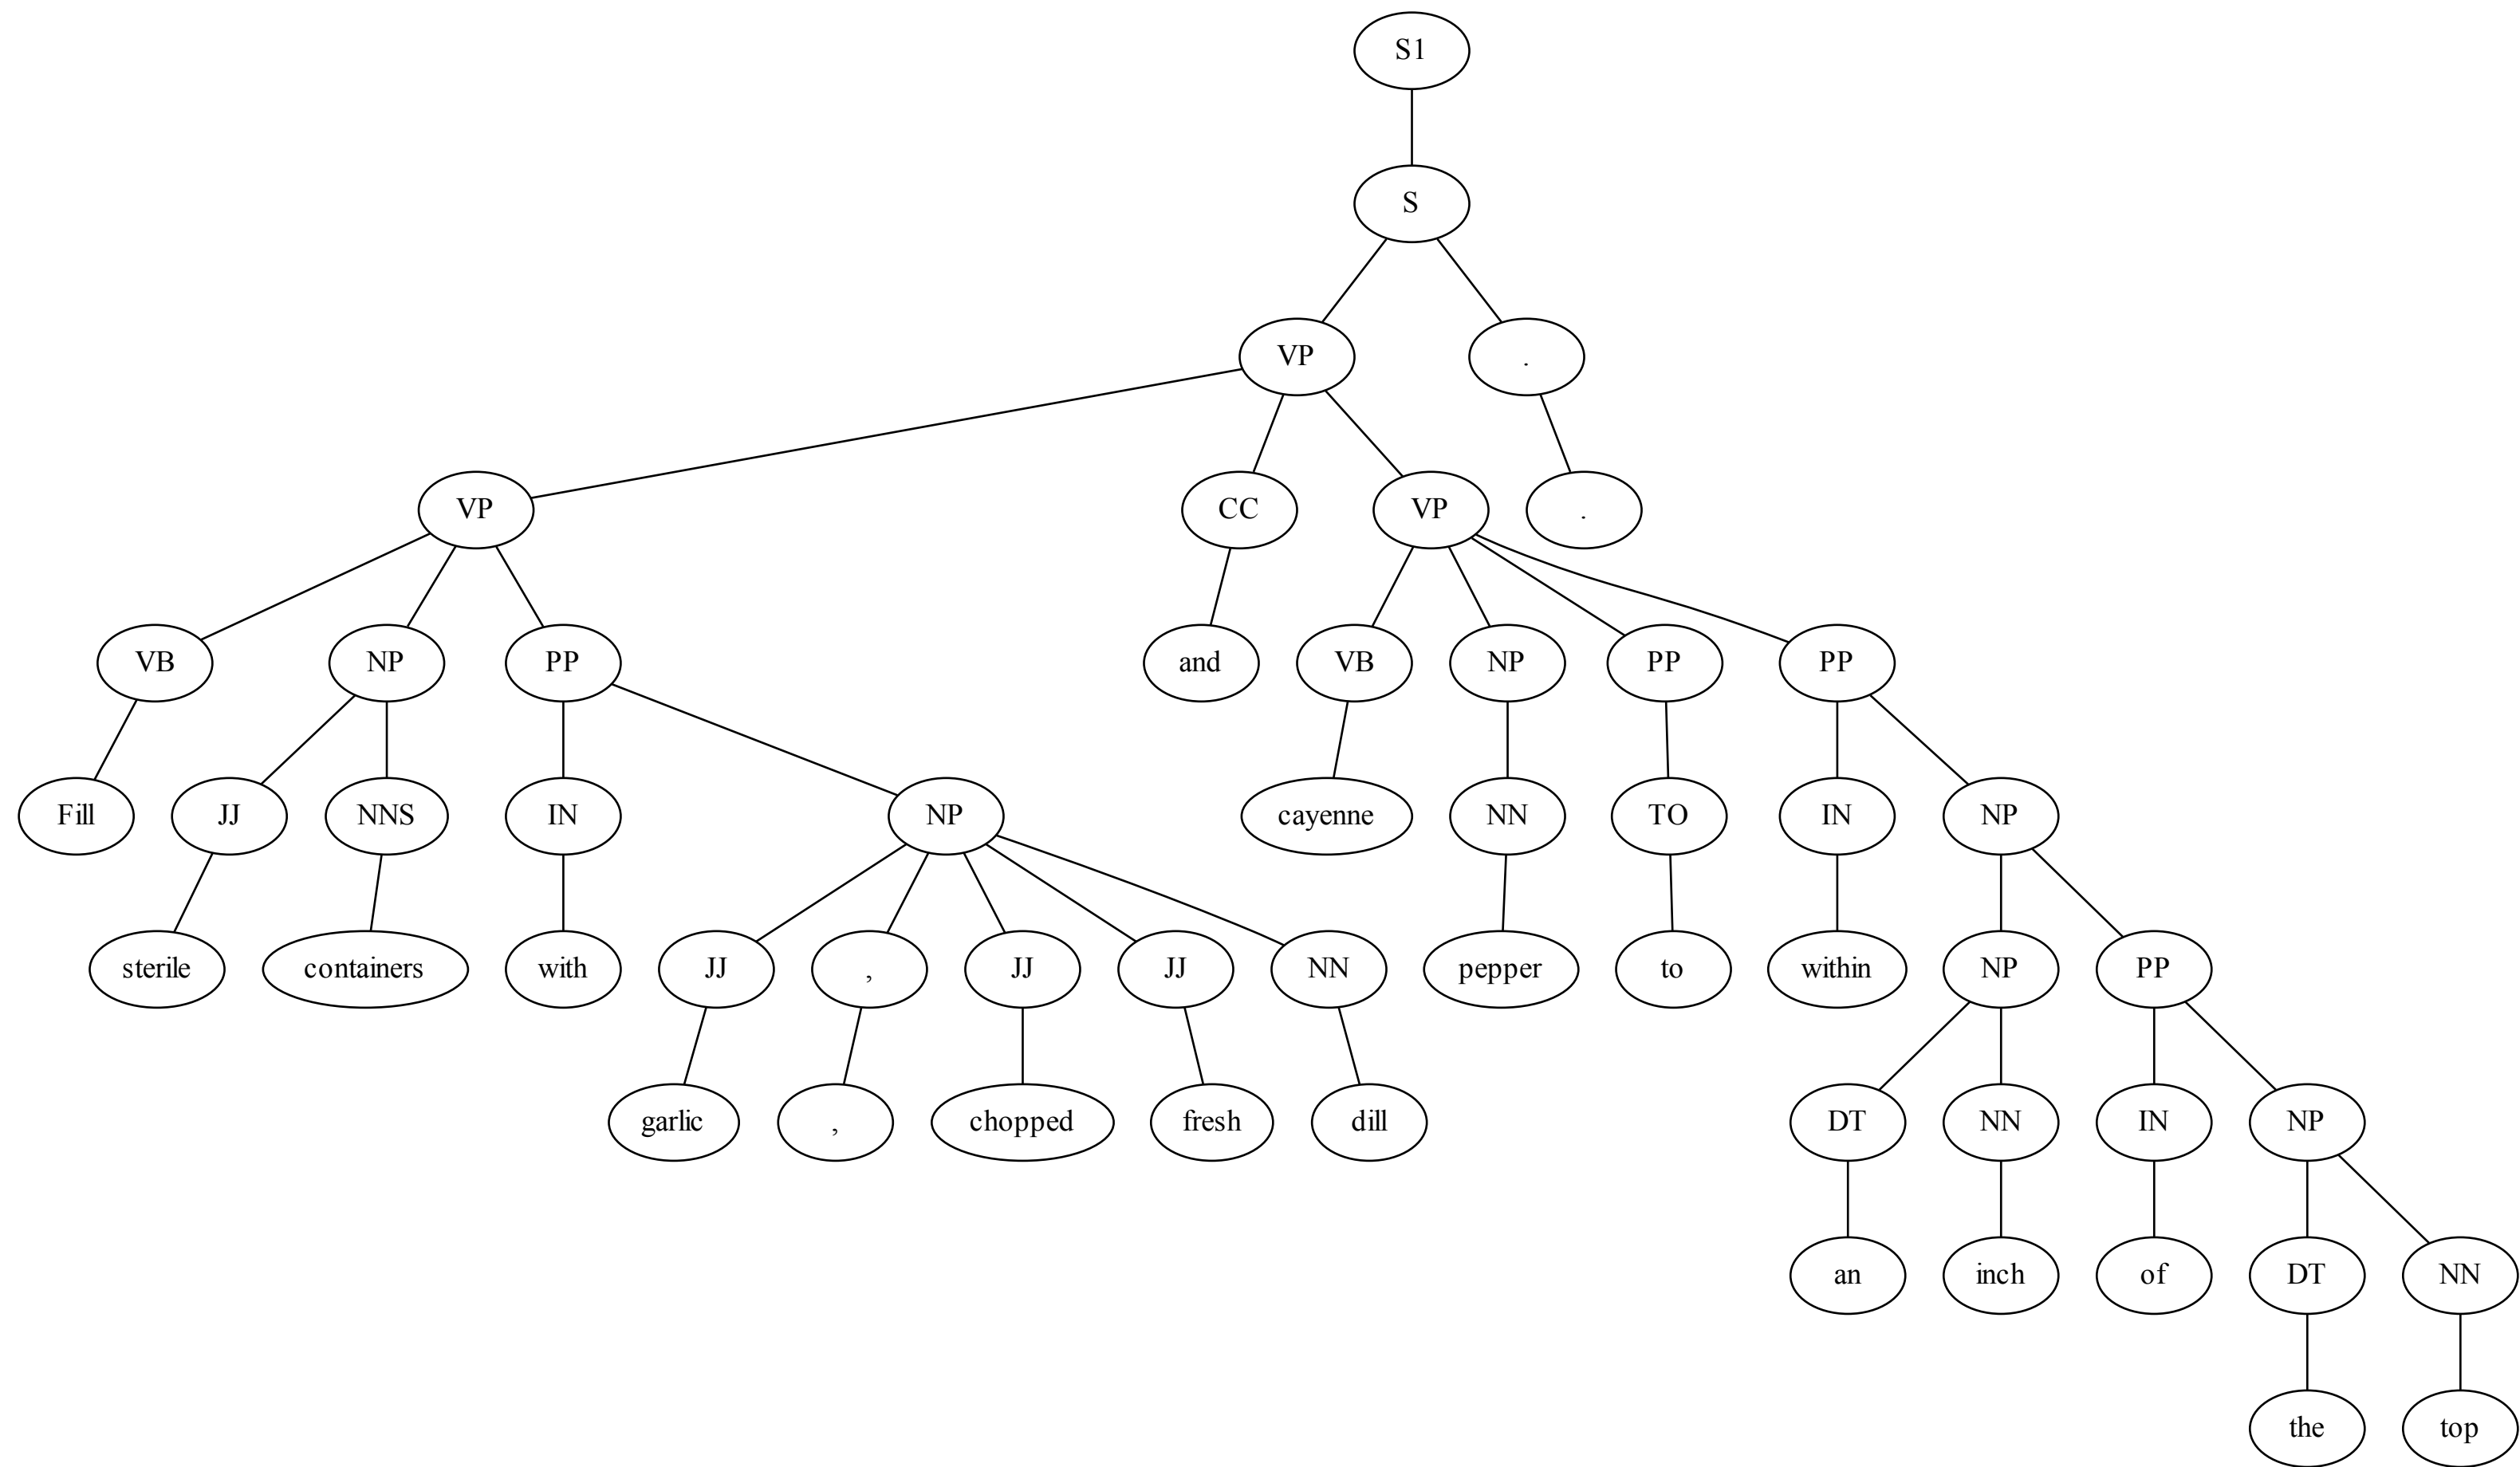 S1
S
VP .
VP CC VP .
VB NP PP and VB NP PP PP
Fill JJ NNS IN NP cayenne NN TO IN NP
sterile containers with JJ , JJ JJ NN pepper to within NP PP
garlic , chopped fresh dill DT NN IN NP
an inch of DT NN
the top